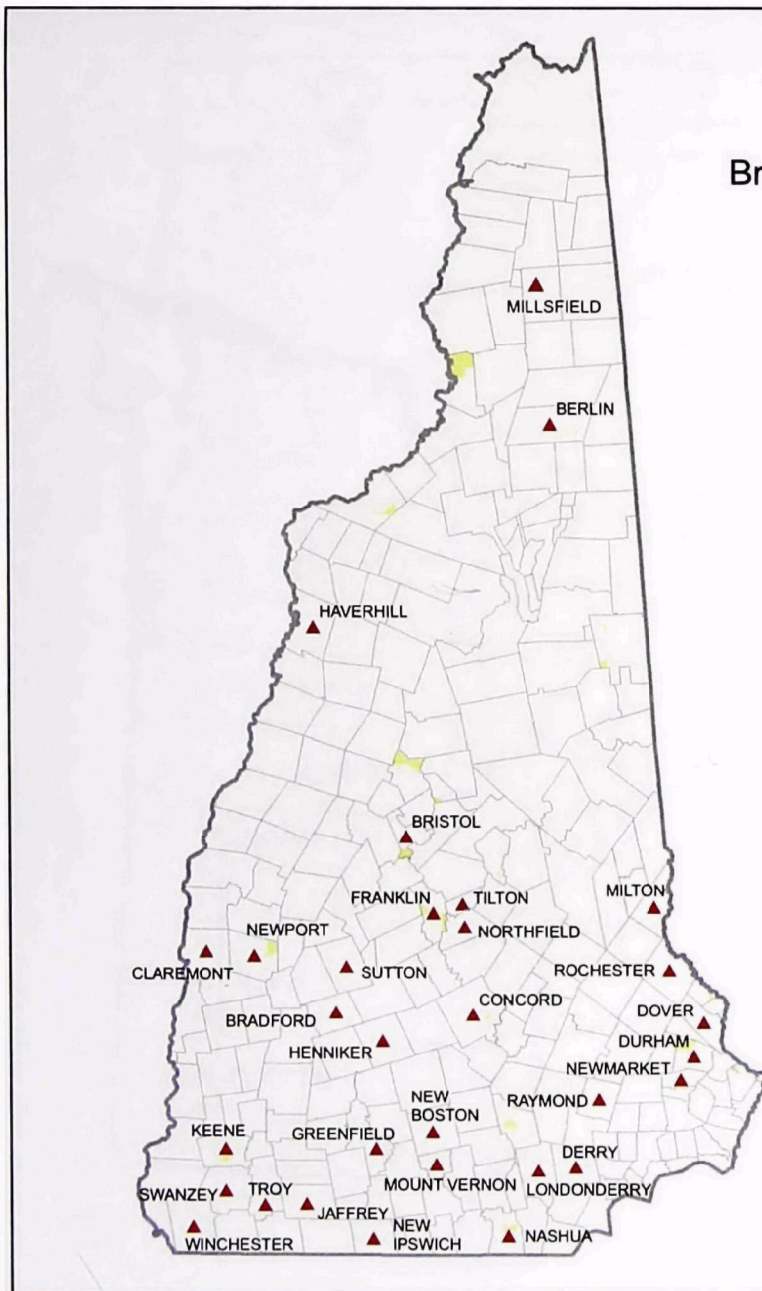 Br
MILLSFIELD
BERLIN
HAVERHILL
BRISTOL
FRANKLIN
TILTON
MILTON
NORTHFIELD
NEWPORT
CLAREMONT
SUTTON
ROCHESTER
CONCORD
BRADFORD
DOVER
HENNIKER
DURHAM
NEWMARKET
RAYMOND
NEW
BOSTON
KEENE
GREENFIELD
DERRY
MOUNT VERNON
LONDONDERRY
SWANZEY
TROY
JAFFREY
WINCHESTER
NEW
IPSWICH
NASHUA